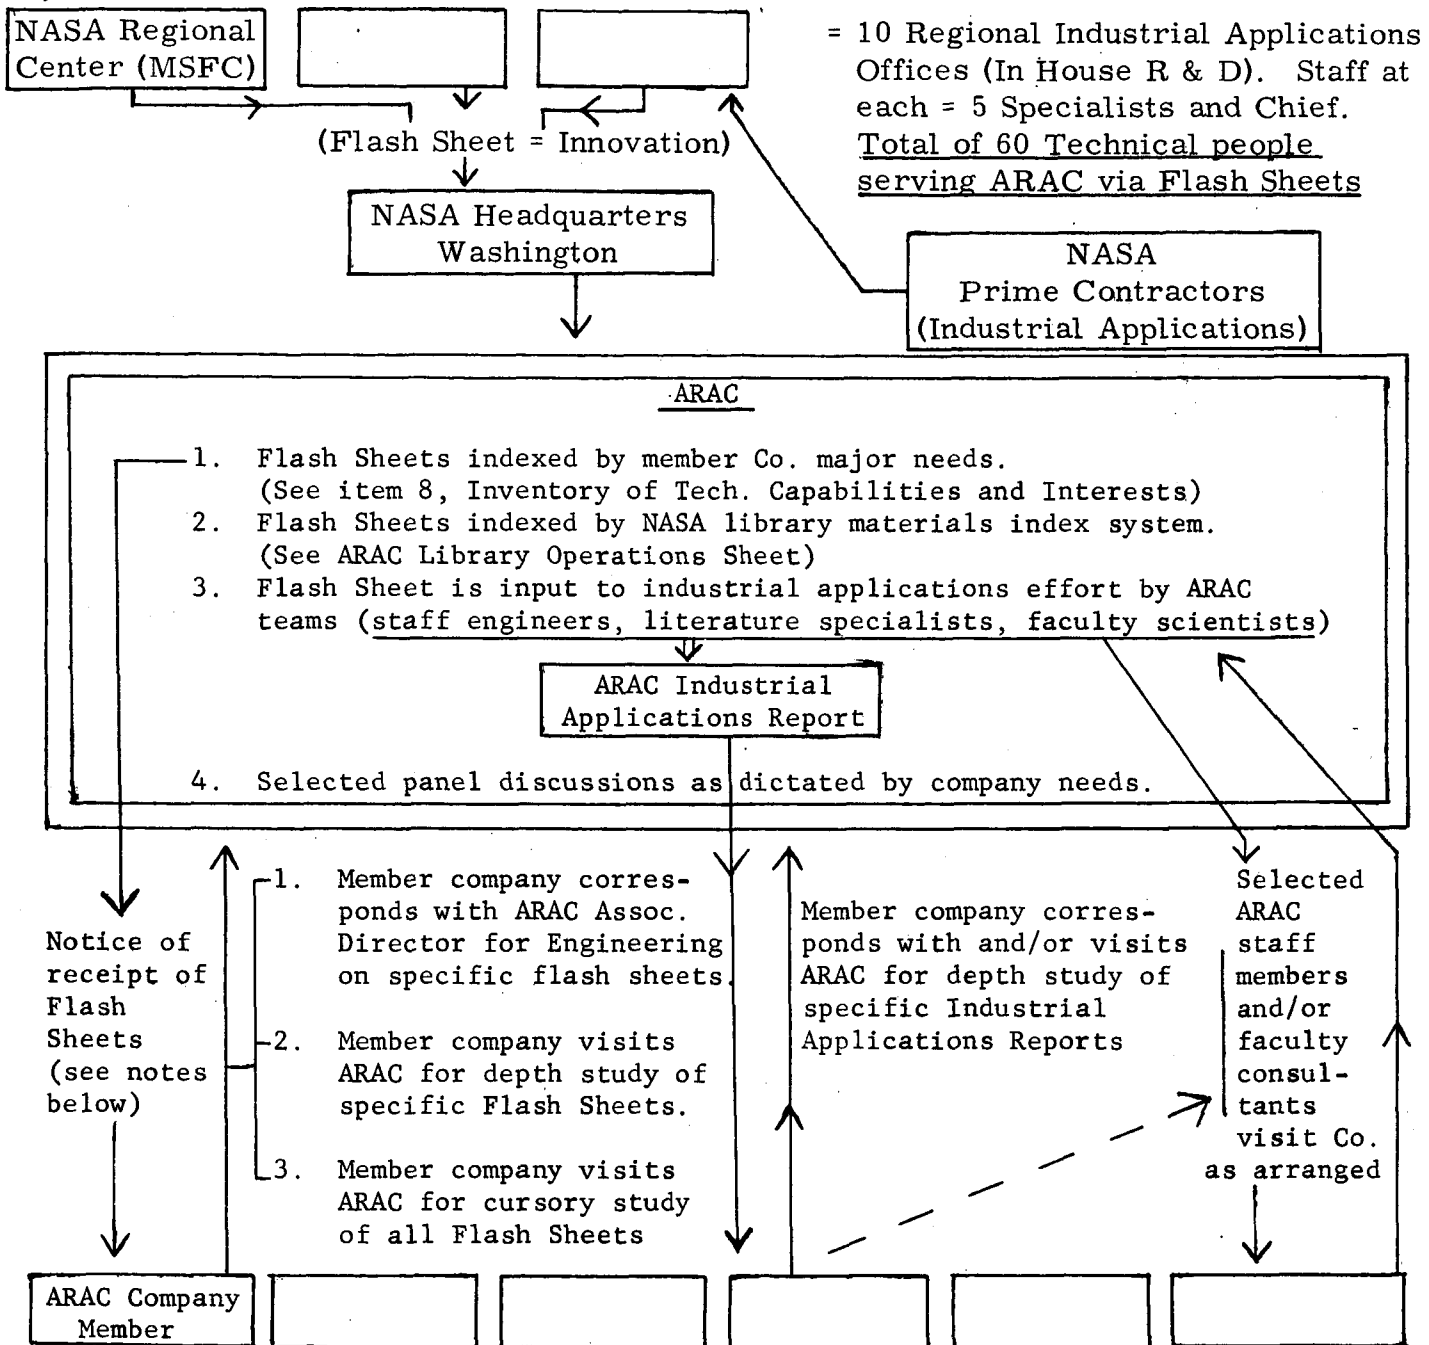 NASA Regional
Center (MSFC)
= 10 Regional Industrial Applications
Offices (In House R & D). Staff at
each = 5 Specialists and Chief.
Total of 60 Technical people
serving ARAC via Flash Sheets
(Flash Sheet = Innovation)
NASA Headquarters
Washington
NASA
Prime Contractors
(Industrial Applications)
ARAC
1. Flash Sheets indexed by member Co. major needs.
(See item 8, Inventory of Tech. Capabilities and Interests)
2. Flash Sheets indexed by NASA library materials index system.
(See ARAC Library Operations Sheet)
3. Flash Sheet is input to industrial applications effort by ARAC
teams (staff engineers, literature specialists, faculty scientists)
ARAC Industrial
Applications Report
4. Selected panel discussions as dictated by company needs.
Notice of
receipt of
Flash
Sheets
(see notes
below)
1. Member company corres-
ponds with ARAC Assoc.
Director for Engineering
on specific flash sheets.
2. Member company visits
ARAC for depth study of
specific Flash Sheets.
3. Member company visits
ARAC for cursory study
of all Flash Sheets
Member company corres-
ponds with and/or visits
ARAC for depth study of
specific Industrial
Applications Reports
Selected
ARAC
staff
members
and/or
faculty
consul-
tants
visit Co.
as arranged
ARAC Company
Member